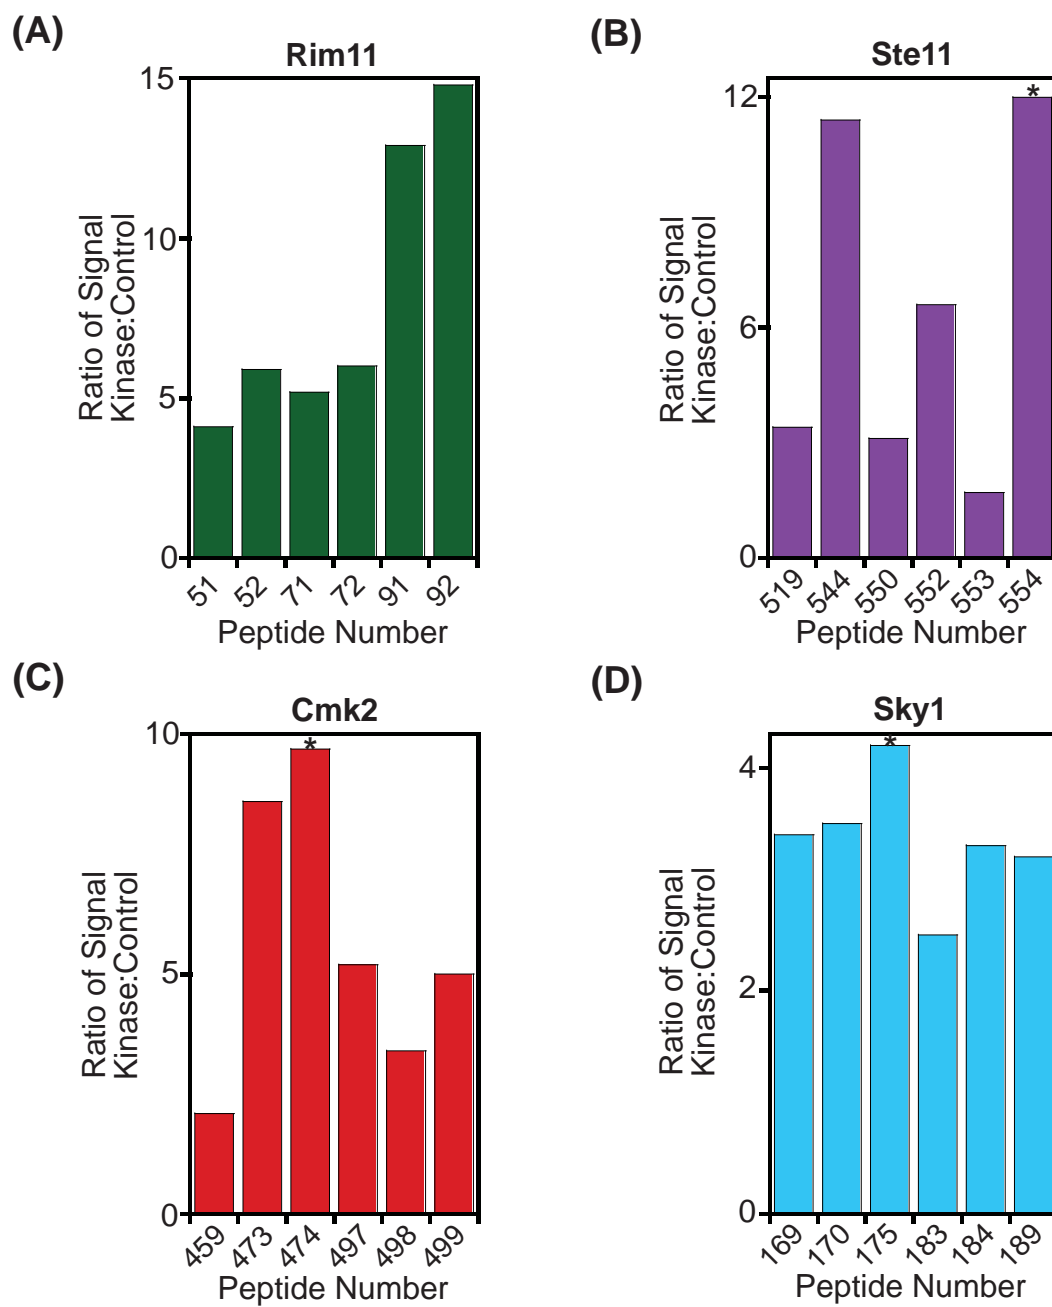 (A)
Rim11
Ratio of Signal
Kinase:Control
15
10
5
0
51 52 71 72 91 92
Peptide Number
(B)
Ste11
Ratio of Signal
Kinase:Control
12
6
0
*
519 544 550 552 553 554
Peptide Number
(C)
Cmk2
Ratio of Signal
Kinase:Control
10
5
0
*
459 473 474 497 498 499
Peptide Number
(D)
Sky1
Ratio of Signal
Kinase:Control
4
2
0
*
169 170 175 183 184 189
Peptide Number